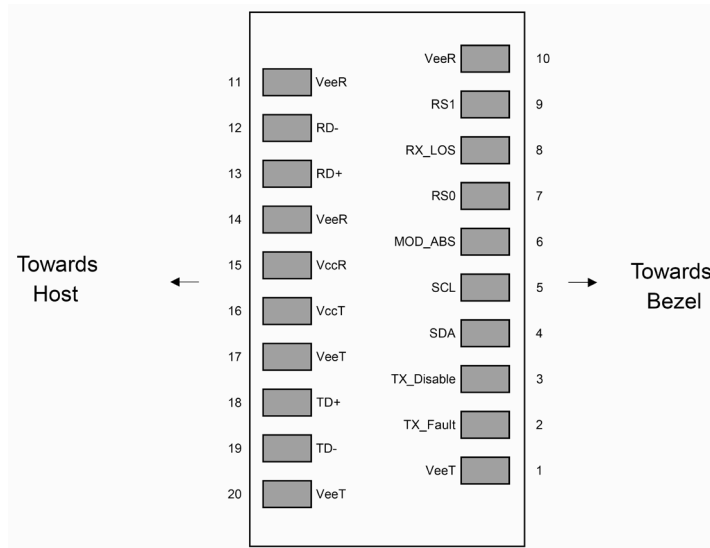 VeeR 10
11 VeeR
RS1 9
12 RD-
RX_LOS 8
13 RD+
RS0 7
14 VeeR
MOD_ABS 6
15 VccR
Towards
Host
SCL 5
Towards
Bezel
16 VccT
SDA 4
17 VeeT
TX_Disable 3
18 TD+
TX_Fault 2
19 TD-
VeeT 1
20 VeeT